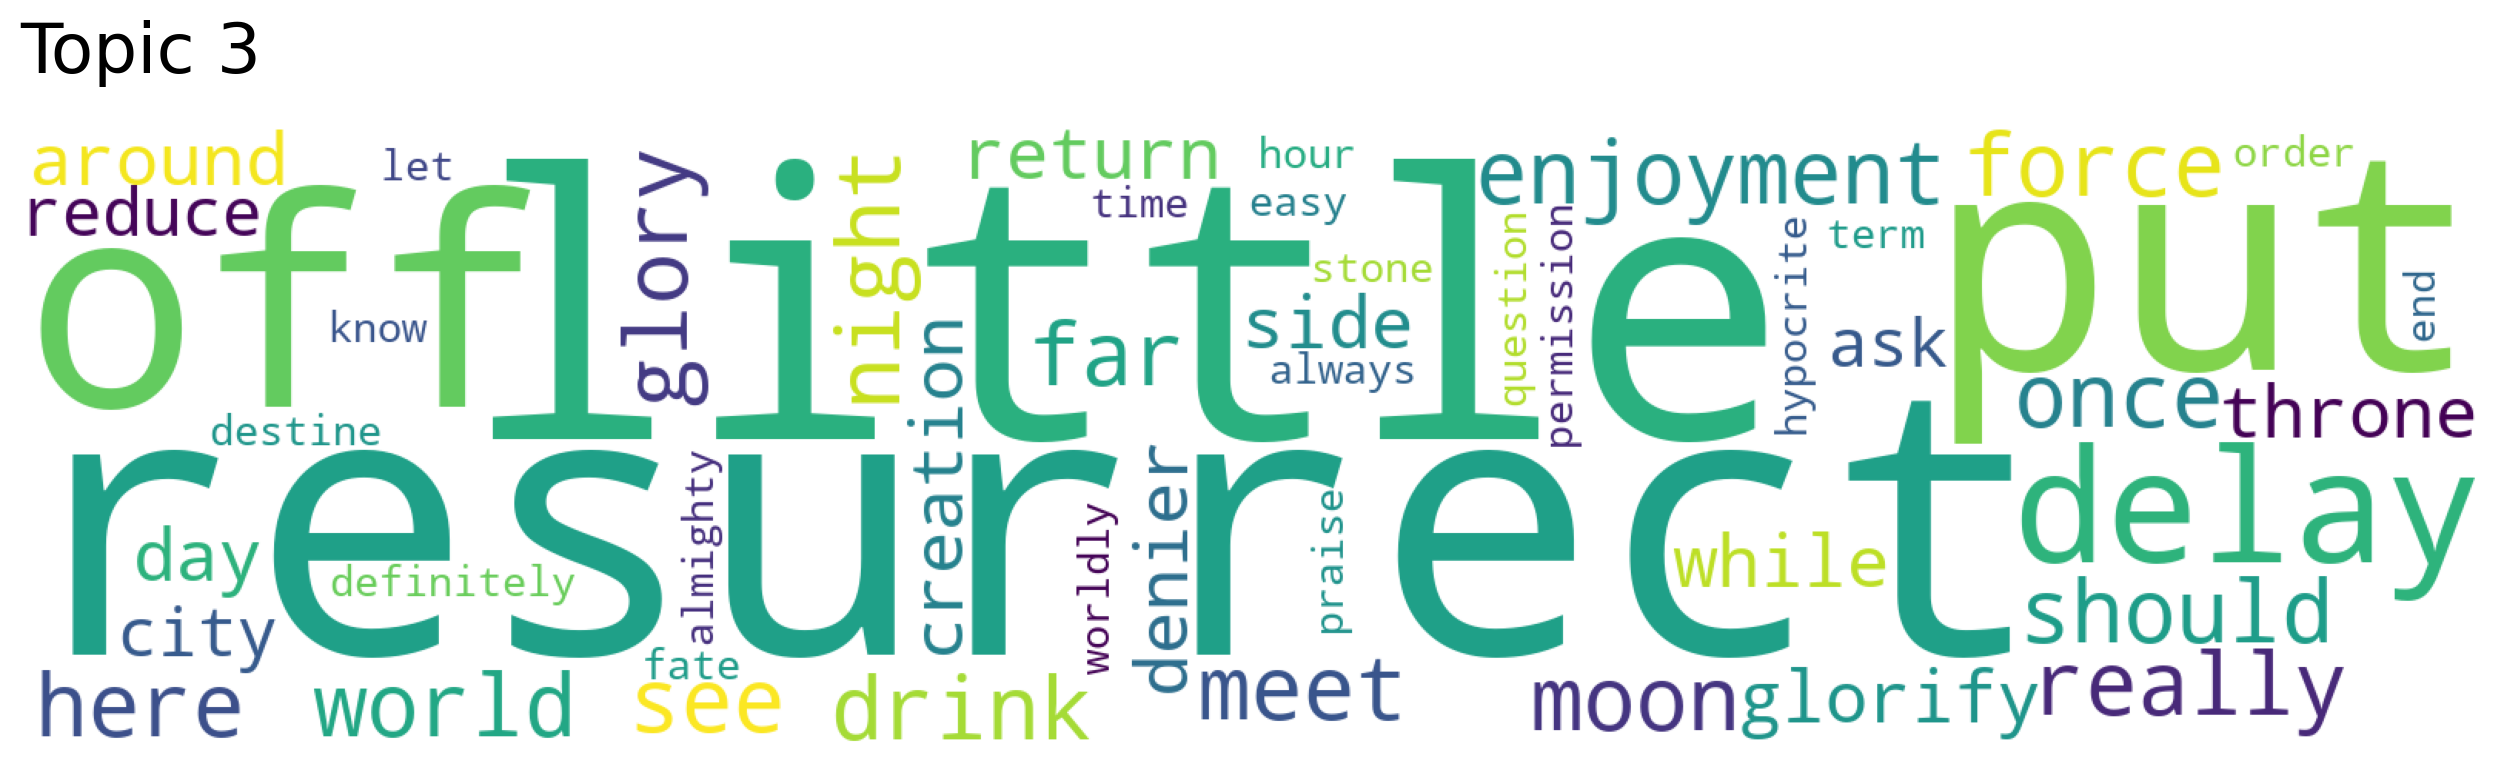 Topic 3
around
let
glory
night
return
hour
time
easy
enjoyment
force
order
reduce
off
little
put
question
permission
hypocrite
term
stone
end
know
far
side
always
ask
creation
once
throne
destine
resurrect
delay
almighty
worldly
denier
praise
while
day
definitely
city
should
fate
here
world
see
drink
meet
moon
glorify
really